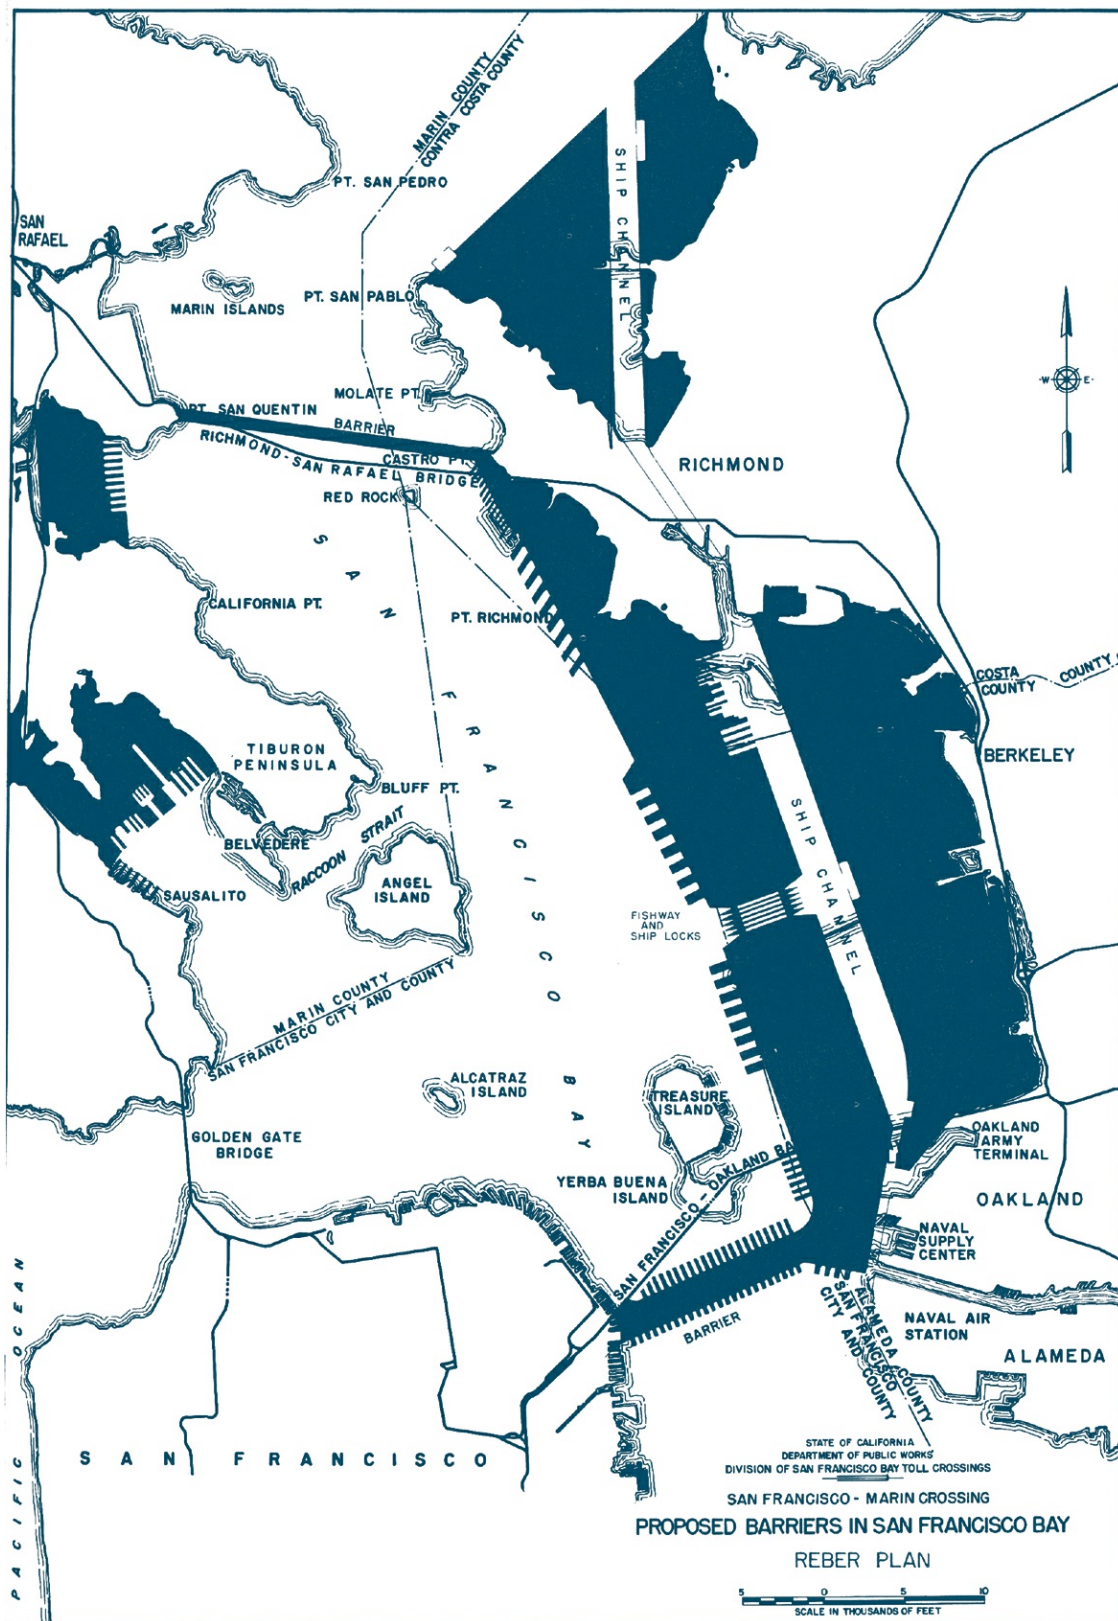 MARIN COUNTY
CONTRA COSTA COUNTY
SHIP CHANNEL
PT. SAN PEDRO
SAN
RAFAEL
MARIN ISLANDS
PT. SAN PABLO
W E
MOLATE PT.
PT. SAN QUENTIN
BARRIER
RICHMOND-SAN RAFAEL BRIDGE
CASTRO PT.
RED ROCK
RICHMOND
CALIFORNIA PT.
PT. RICHMOND
SAN FRANCISCO BAY
COSTA
COUNTY
COUNTY
TIBURON
PENINSULA
BERKELEY
BLUFF PT.
SHIP CHANNEL
BELVEDERE
RACCOON STRAIT
SAUSALITO
ANGEL
ISLAND
FISHWAY
AND
SHIP LOCKS
MARIN COUNTY
SAN FRANCISCO CITY AND COUNTY
ALCATRAZ
ISLAND
TREASURE
ISLAND
GOLDEN GATE
BRIDGE
OAKLAND
ARMY
TERMINAL
YERBA BUENA
ISLAND
SAN FRANCISCO - OAKLAND BA
OAKLAND
NAVAL
SUPPLY
CENTER
BARRIER
ALAMEDA COUNTY
SAN FRANCISCO
CITY AND COUNTY
NAVAL AIR
STATION
ALAMEDA
PACIFIC OCEAN
SAN FRANCISCO
STATE OF CALIFORNIA
DEPARTMENT OF PUBLIC WORKS
DIVISION OF SAN FRANCISCO BAY TOLL CROSSINGS
SAN FRANCISCO - MARIN CROSSING
PROPOSED BARRIERS IN SAN FRANCISCO BAY
REBER PLAN
5 0 5 10
SCALE IN THOUSANDS OF FEET